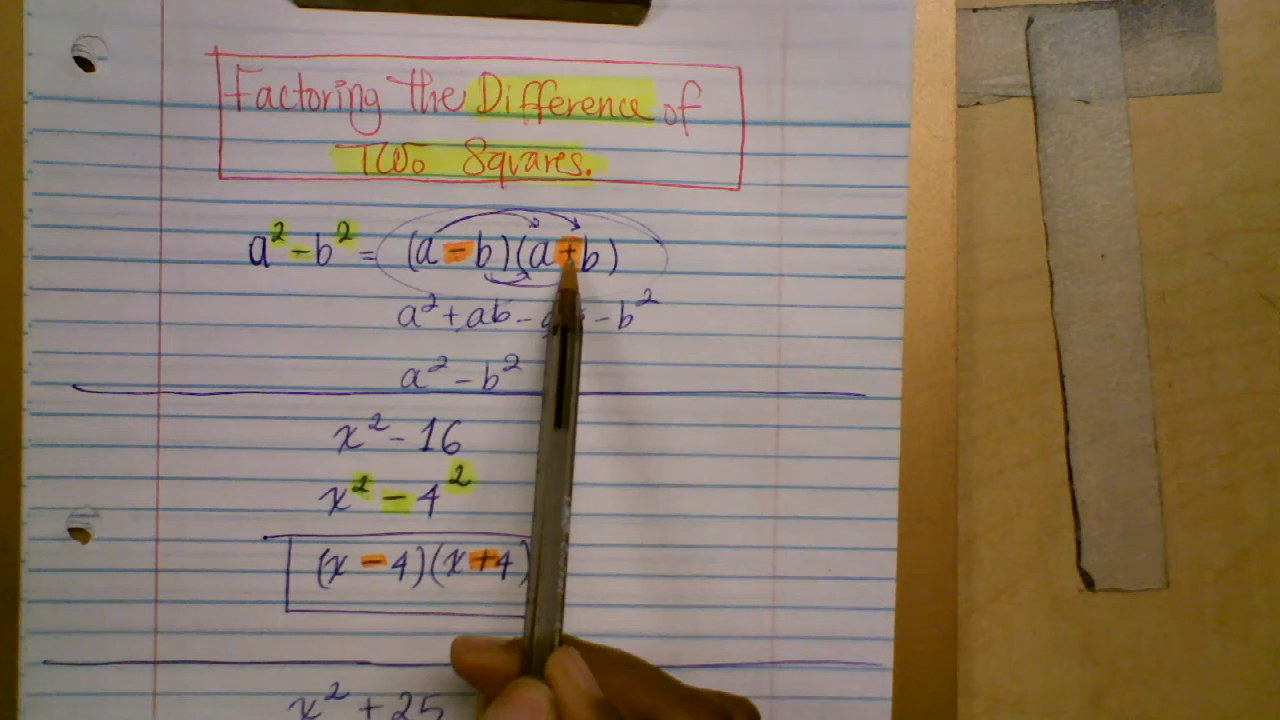 Factoring the Difference of
Two Squares.
a² - b² = (a - b)(a + b)
a² + ab - - b²
a² - b²
x² - 16
x² - 4²
(x - 4)(x + 4)
x² + 25